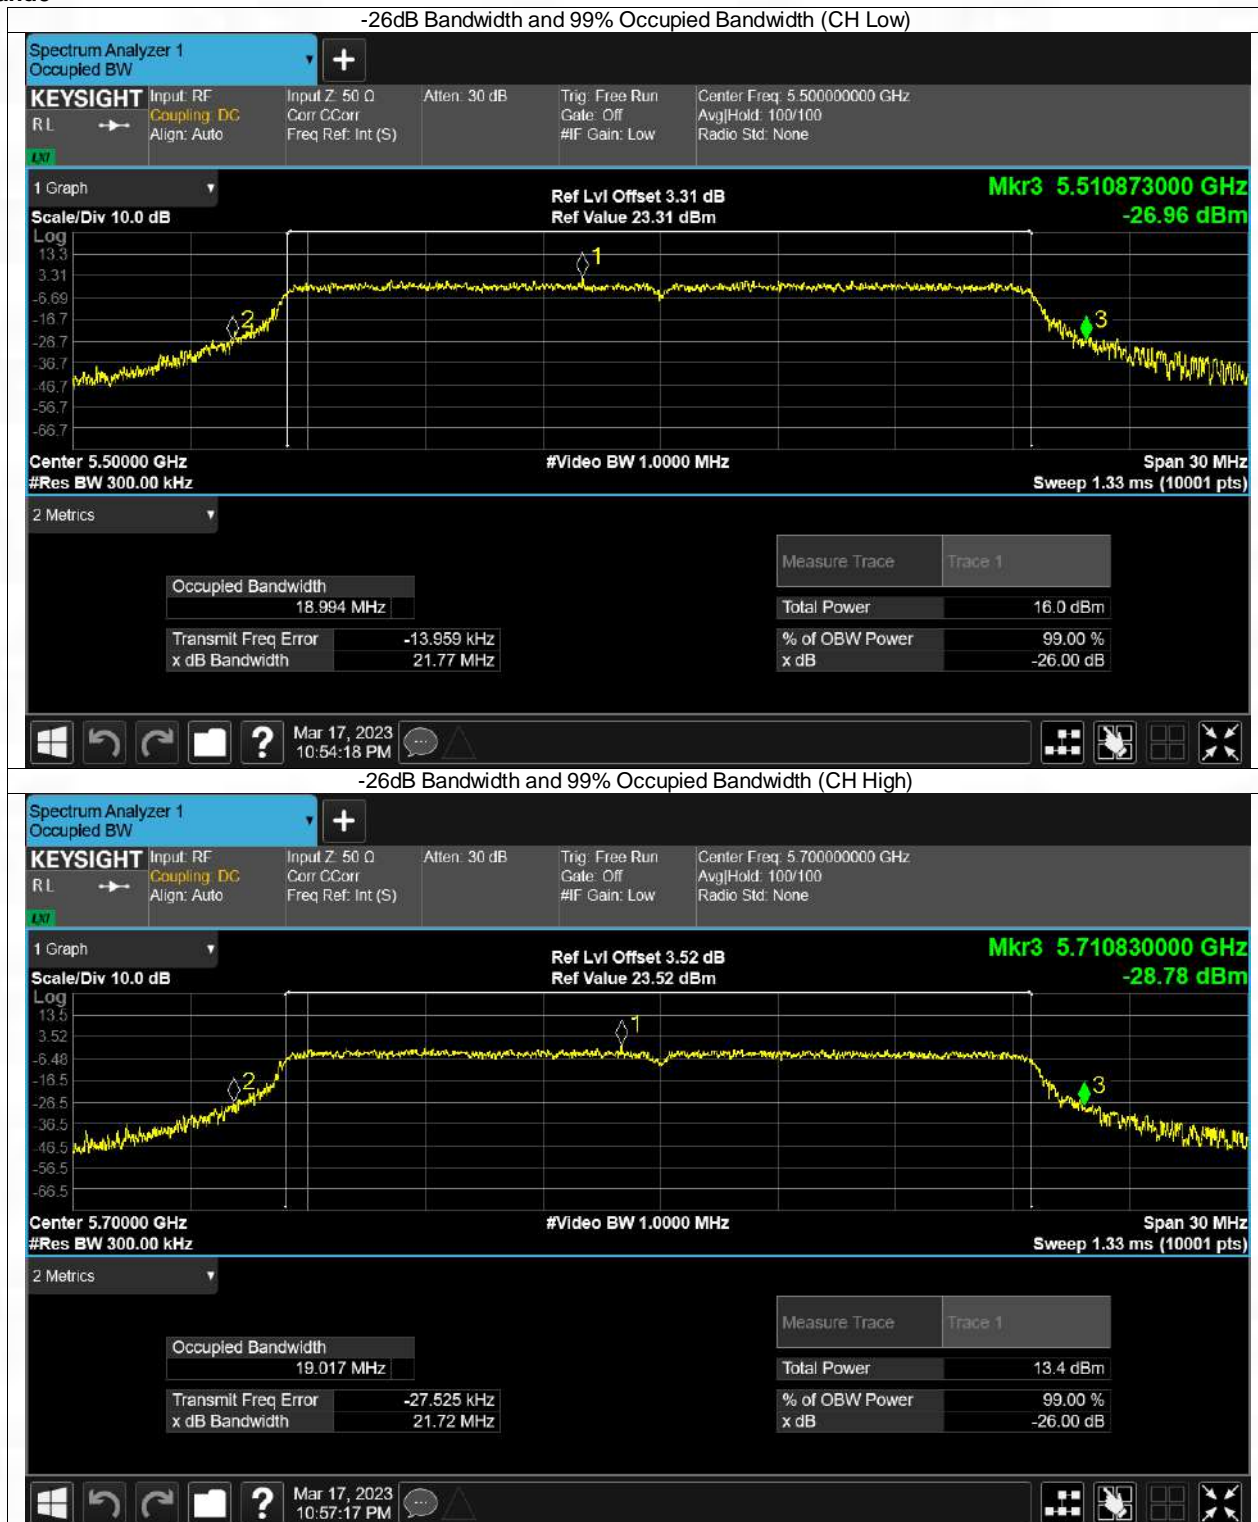 -26dB Bandwidth and 99% Occupied Bandwidth (CH Low)
Spectrum Analyzer 1
Occupied BW
KEYSIGHT Input: RF Input Z: 50 Ω Atten: 30 dB Trig: Free Run Center Freq: 5.500000000 GHz
RL Coupling: DC Corr CCorr Gate: Off Avg|Hold: 100/100
Align: Auto Freq Ref: Int (S) #IF Gain: Low Radio Std: None
LXI
1 Graph Ref Lvl Offset 3.31 dB Mkr3 5.510873000 GHz
Scale/Div 10.0 dB Ref Value 23.31 dBm -26.96 dBm
Log
13.3
1
3.31
-6.69
-16.7
2
3
-26.7
-36.7
-46.7
-56.7
-66.7
Center 5.50000 GHz #Video BW 1.0000 MHz Span 30 MHz
#Res BW 300.00 kHz Sweep 1.33 ms (10001 pts)
2 Metrics
Measure Trace Trace 1
Occupied Bandwidth
18.994 MHz Total Power 16.0 dBm
Transmit Freq Error -13.959 kHz % of OBW Power 99.00 %
x dB Bandwidth 21.77 MHz x dB -26.00 dB
? Mar 17, 2023
10:54:18 PM
-26dB Bandwidth and 99% Occupied Bandwidth (CH High)
Spectrum Analyzer 1
Occupied BW
KEYSIGHT Input: RF Input Z: 50 Ω Atten: 30 dB Trig: Free Run Center Freq: 5.700000000 GHz
RL Coupling: DC Corr CCorr Gate: Off Avg|Hold: 100/100
Align: Auto Freq Ref: Int (S) #IF Gain: Low Radio Std: None
LXI
1 Graph Ref Lvl Offset 3.52 dB Mkr3 5.710830000 GHz
Scale/Div 10.0 dB Ref Value 23.52 dBm -28.78 dBm
Log
13.5
1
3.52
-6.48
-16.5
2
3
-26.5
-36.5
-46.5
-56.5
-66.5
Center 5.70000 GHz #Video BW 1.0000 MHz Span 30 MHz
#Res BW 300.00 kHz Sweep 1.33 ms (10001 pts)
2 Metrics
Measure Trace Trace 1
Occupied Bandwidth
19.017 MHz Total Power 13.4 dBm
Transmit Freq Error -27.525 kHz % of OBW Power 99.00 %
x dB Bandwidth 21.72 MHz x dB -26.00 dB
? Mar 17, 2023
10:57:17 PM